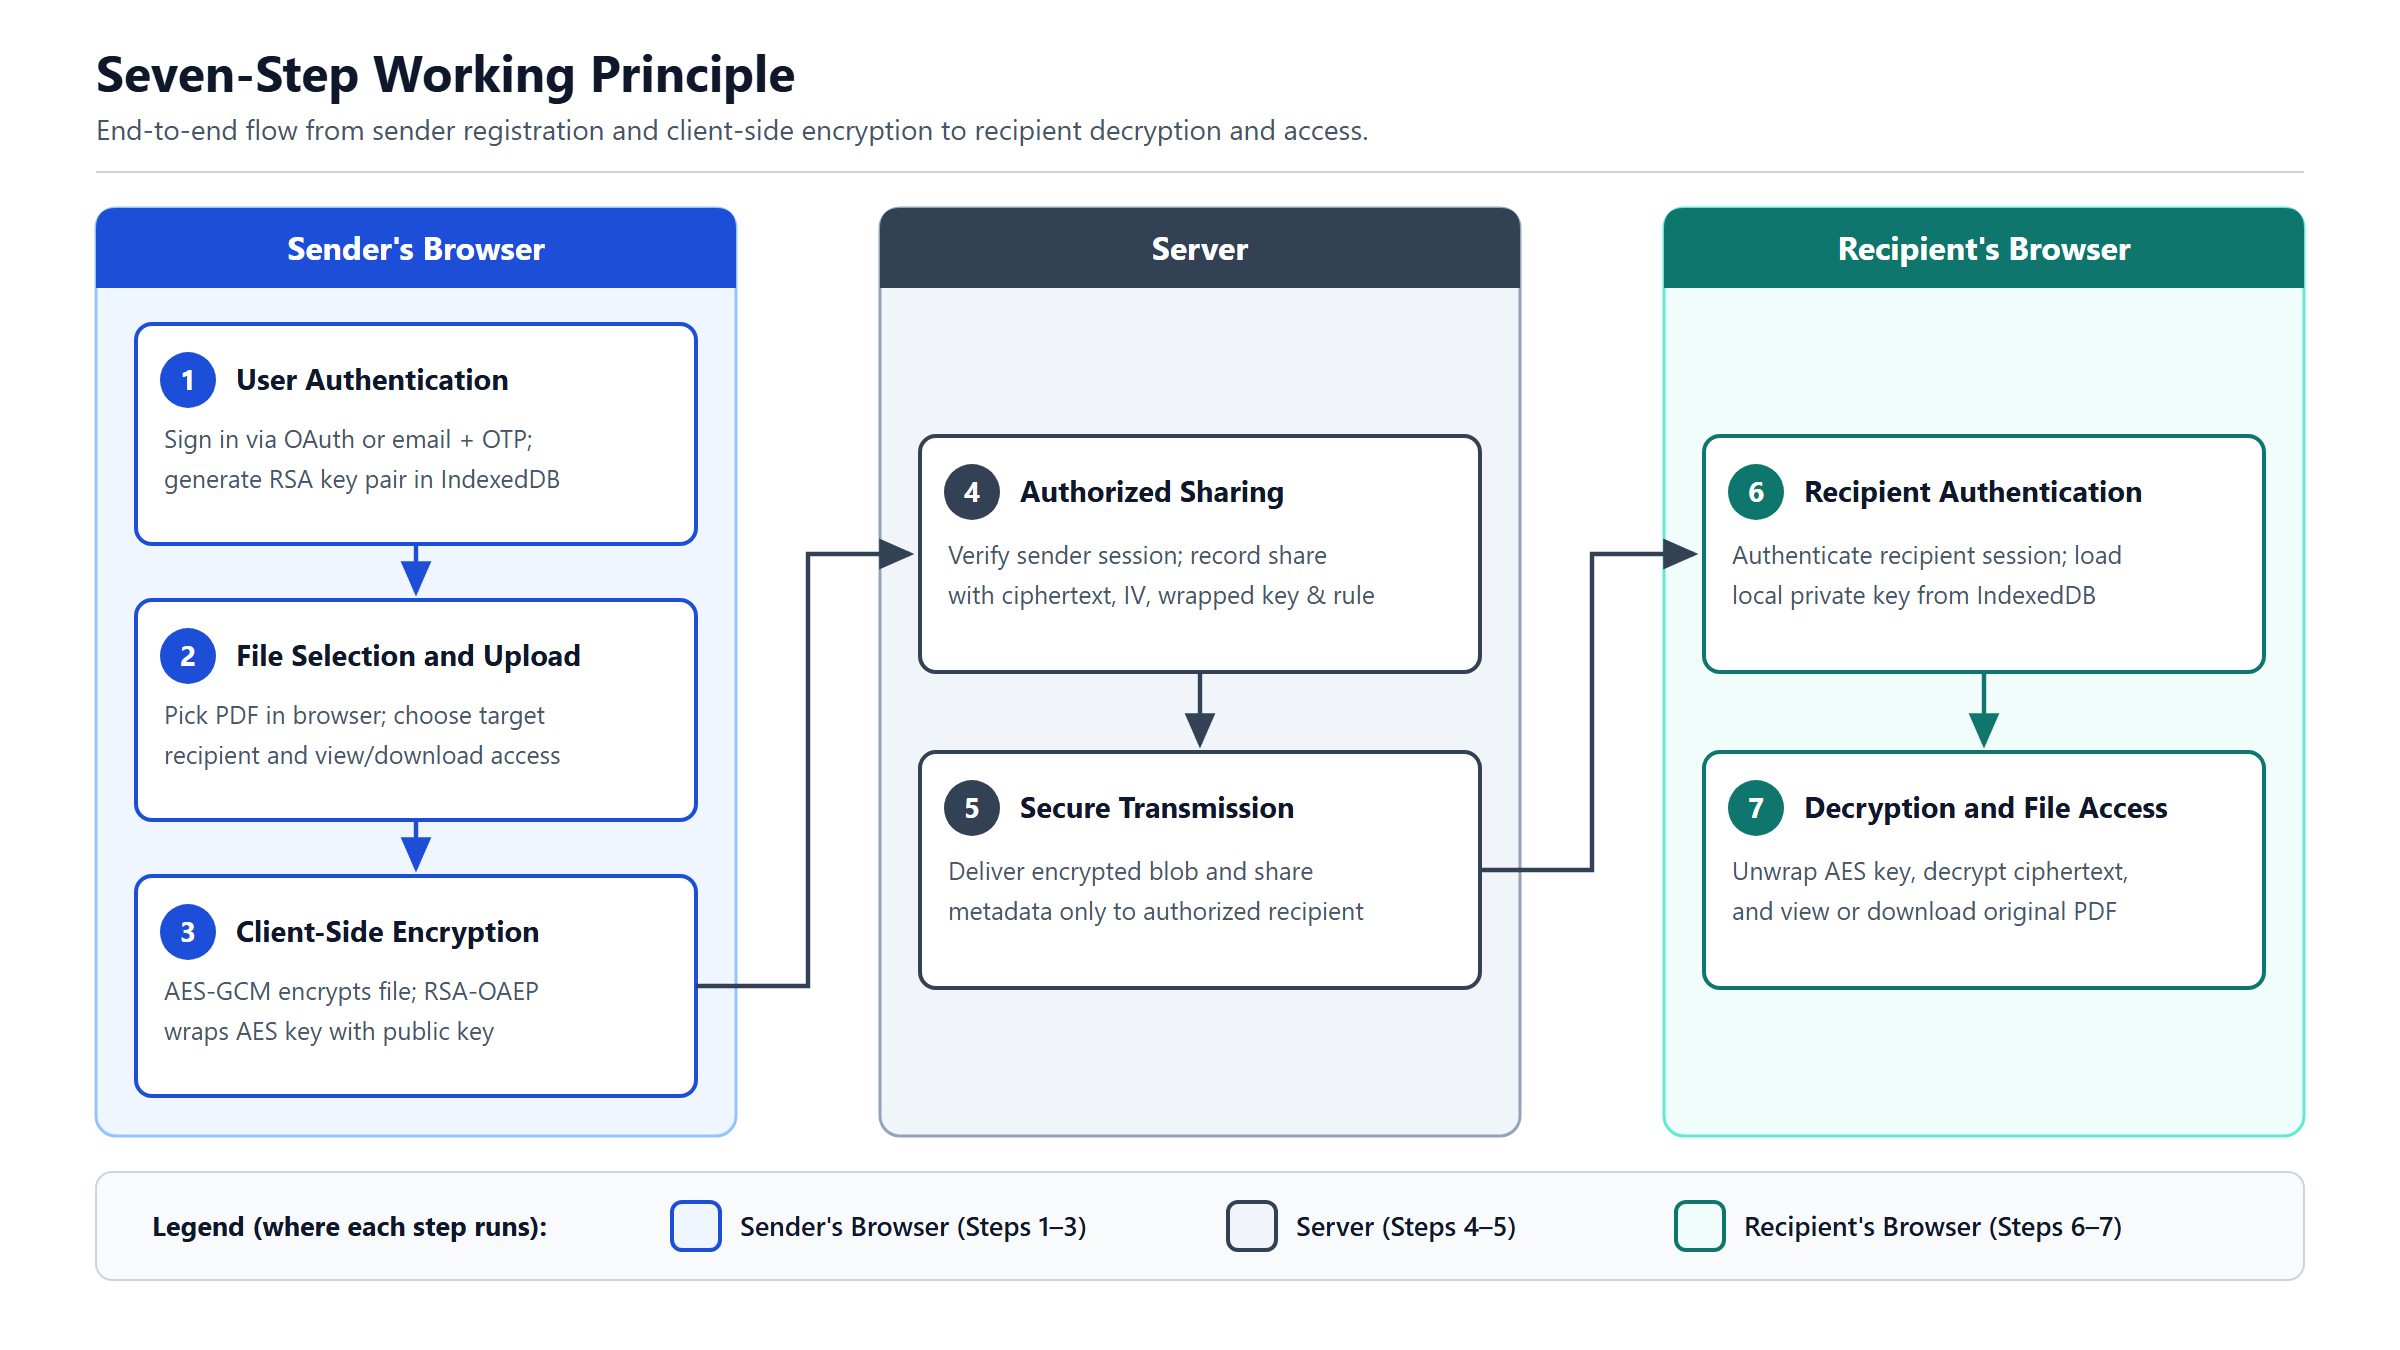 Seven-Step Working Principle
End-to-end flow from sender registration and client-side encryption to recipient decryption and access.
Sender's Browser
1 User Authentication
Sign in via OAuth or email + OTP;
generate RSA key pair in IndexedDB
2 File Selection and Upload
Pick PDF in browser; choose target
recipient and view/download access
3 Client-Side Encryption
AES-GCM encrypts file; RSA-OAEP
wraps AES key with public key
Server
4 Authorized Sharing
Verify sender session; record share
with ciphertext, IV, wrapped key & rule
5 Secure Transmission
Deliver encrypted blob and share
metadata only to authorized recipient
Recipient's Browser
6 Recipient Authentication
Authenticate recipient session; load
local private key from IndexedDB
7 Decryption and File Access
Unwrap AES key, decrypt ciphertext,
and view or download original PDF
Legend (where each step runs):
Sender's Browser (Steps 1–3)
Server (Steps 4–5)
Recipient's Browser (Steps 6–7)